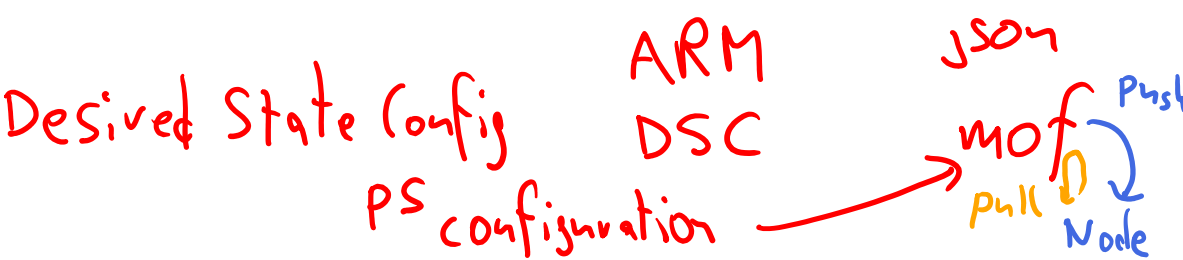 ARM json
Desired State Config DSC mof Push
PS configuration pull
Node